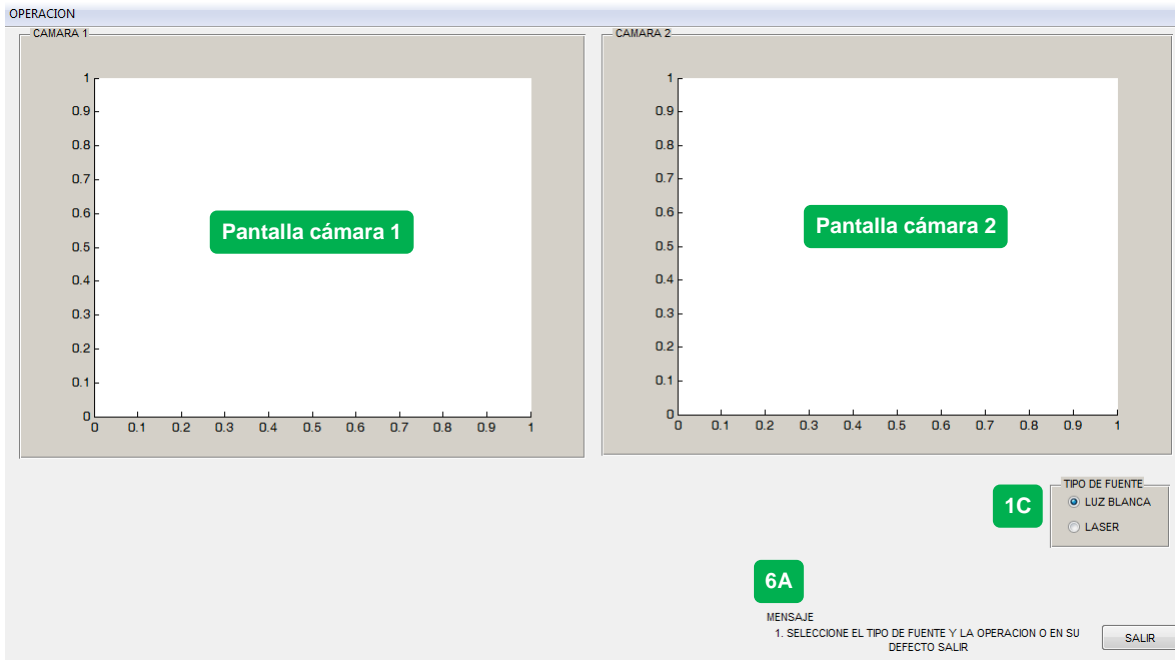 OPERACION
CAMARA 1
CAMARA 2
1
0.9
0.8
0.7
0.6
0.5
0.4
0.3
0.2
0.1
0
0 0.1 0.2 0.3 0.4 0.5 0.6 0.7 0.8 0.9 1
Pantalla cámara 1
1
0.9
0.8
0.7
0.6
0.5
0.4
0.3
0.2
0.1
0
0 0.1 0.2 0.3 0.4 0.5 0.6 0.7 0.8 0.9 1
Pantalla cámara 2
1C
TIPO DE FUENTE
LUZ BLANCA
LASER
6A
MENSAJE
1. SELECCIONE EL TIPO DE FUENTE Y LA OPERACION O EN SU
DEFECTO SALIR
SALIR